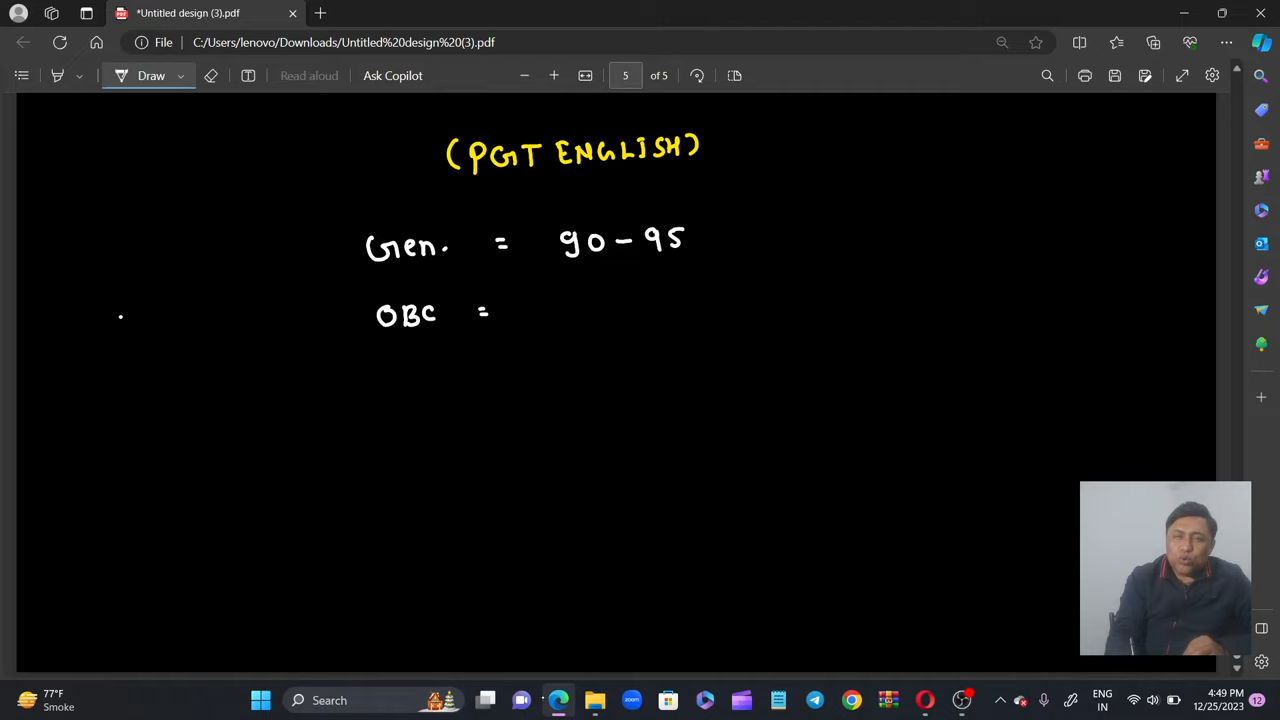 *Untitled design (3).pdf
File C:/Users/lenovo/Downloads/Untitled%20design%20(3).pdf
Draw Read aloud Ask Copilot 5 of 5
(PGT ENGLISH)
Gen. = 90-95
OBC =
77°F
Smoke
Search
zoom
ENG
IN
4:49 PM
12/25/2023
12